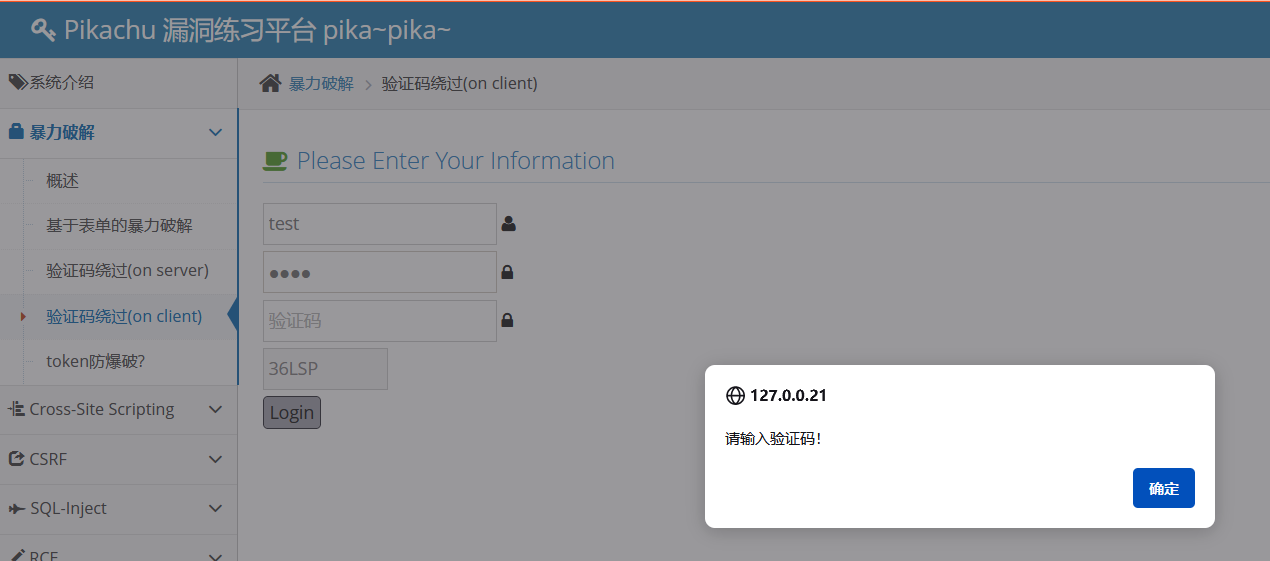 Pikachu 漏洞练习平台 pika~pika~
系统介绍
暴力破解
概述
基于表单的暴力破解
验证码绕过(on server)
验证码绕过(on client)
token防爆破?
Cross-Site Scripting
CSRF
SQL-Inject
RCE
暴力破解 > 验证码绕过(on client)
Please Enter Your Information
test
验证码
36LSP
Login
127.0.0.21
请输入验证码！
确定